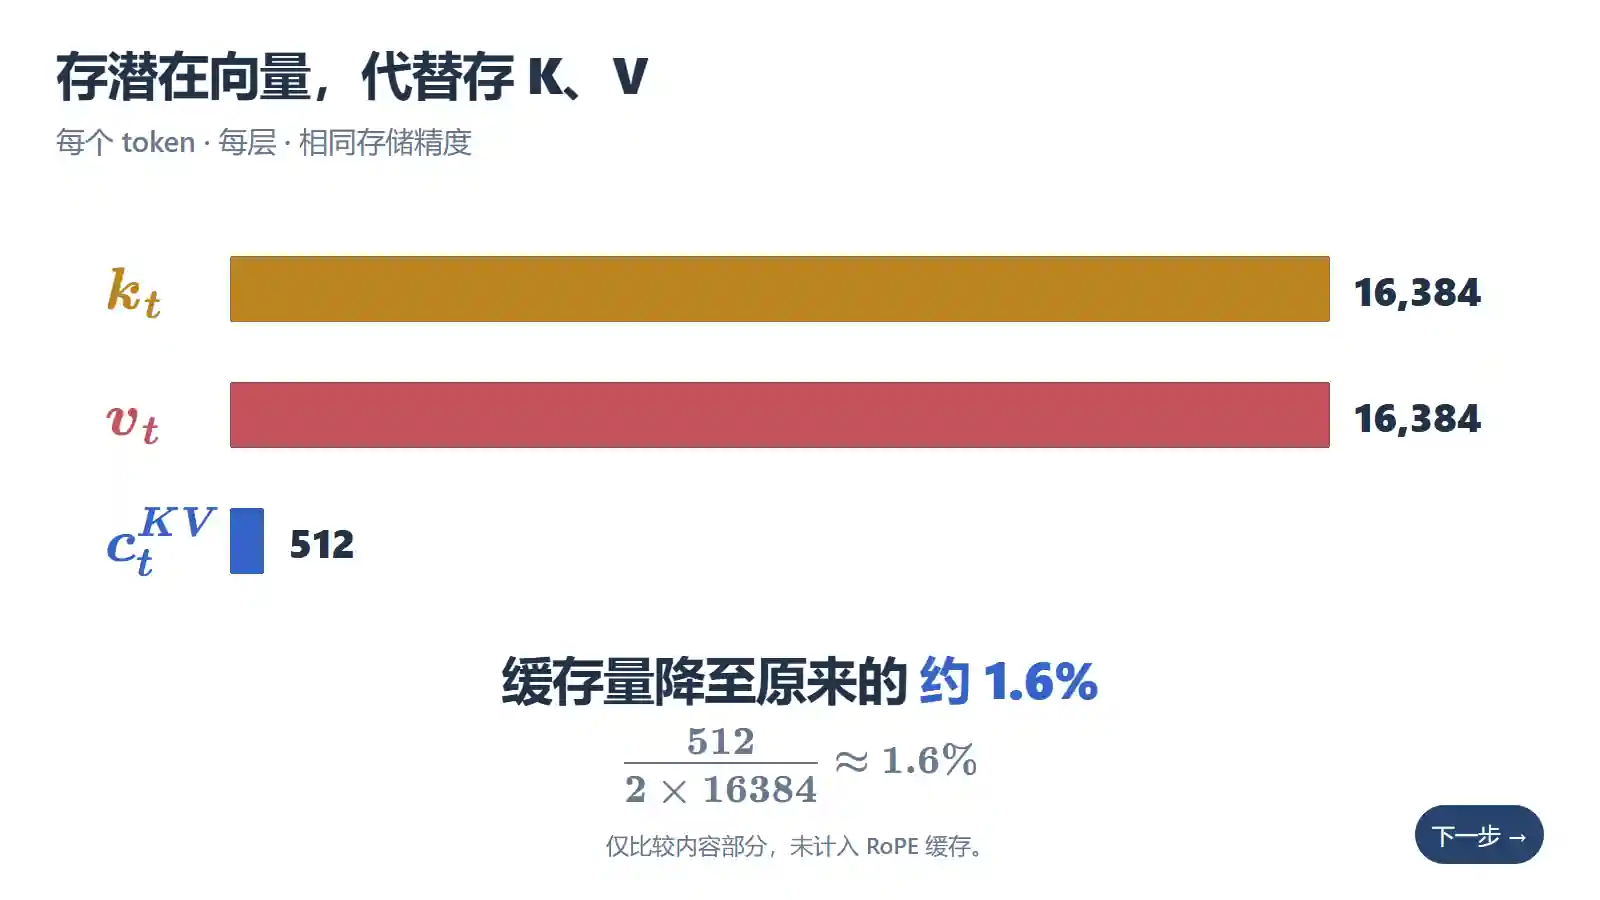 存潜在向量，代替存 K、V
每个 token · 每层 · 相同存储精度
k_t
16,384
v_t
16,384
c_t^{KV}
512
缓存量降至原来的 约 1.6%
\frac{512}{2 × 16384} ≈ 1.6%
仅比较内容部分，未计入 RoPE 缓存。
下一步 →